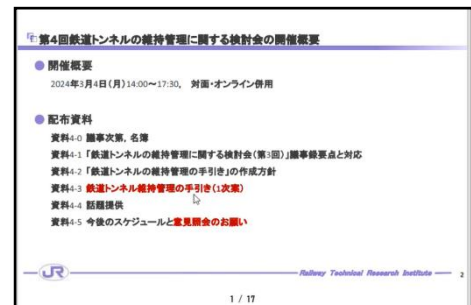 第4回鉄道トンネルの維持管理に関する検討会の開催概要
開催概要
2024年3月4日(月)14:00~17:30, 対面・オンライン併用
配布資料
資料4-0 議事次第,名簿
資料4-1 「鉄道トンネルの維持管理に関する検討会(第3回)」議事録要点と対応
資料4-2 「鉄道トンネルの維持管理の手引き」の作成方針
資料4-3 鉄道トンネル維持管理の手引き(1次案)
資料4-4 話題提供
資料4-5 今後のスケジュールと意見照会のお願い
JR
Railway Technical Research Institute
2
1 / 17